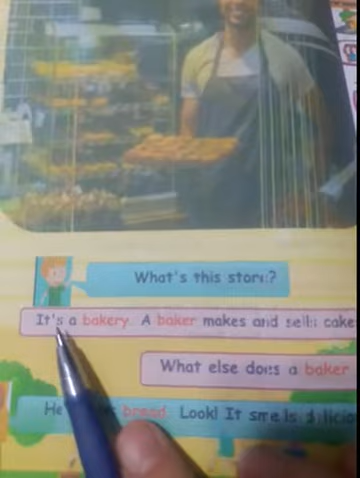 What's this store?
It's a bakery. A baker makes and sells cake
What else does a baker
He bread. Look! It smells